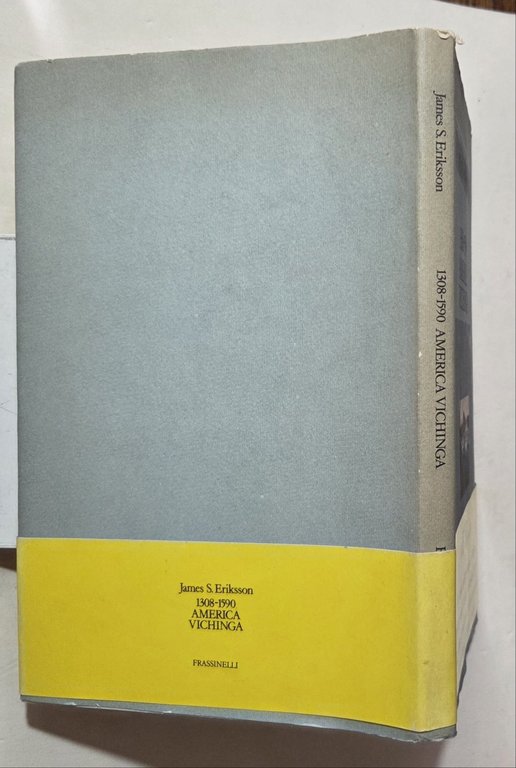 James S. Eriksson
1308-1590 AMERICA VICHINGA
James S. Eriksson
1308-1590
AMERICA
VICHINGA
FRASSINELLI